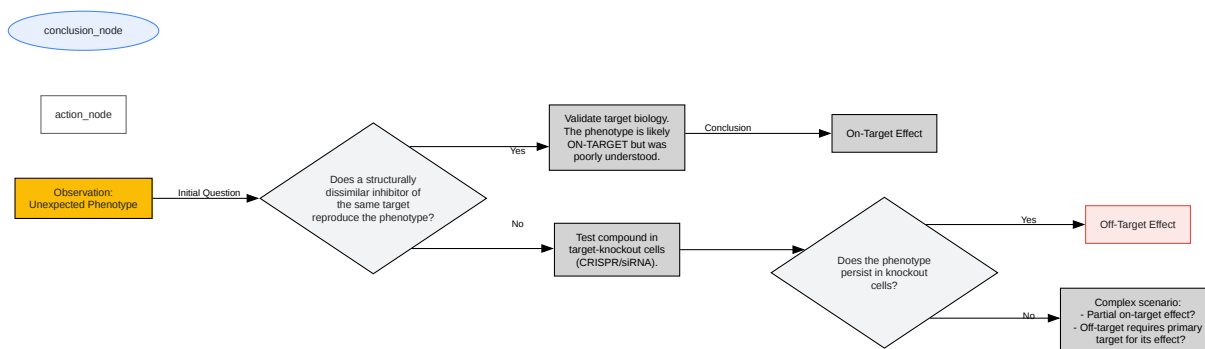 conclusion_node
action_node
Observation:
Unexpected Phenotype
Initial Question
Does a structurally
dissimilar inhibitor of
the same target
reproduce the phenotype?
Yes
Validate target biology.
The phenotype is likely
ON-TARGET but was
poorly understood.
Conclusion
On-Target Effect
No
Test compound in
target-knockout cells
(CRISPR/siRNA).
Does the phenotype
persist in knockout
cells?
Yes
Off-Target Effect
No
Complex scenario:
- Partial on-target effect?
- Off-target requires primary
target for its effect?